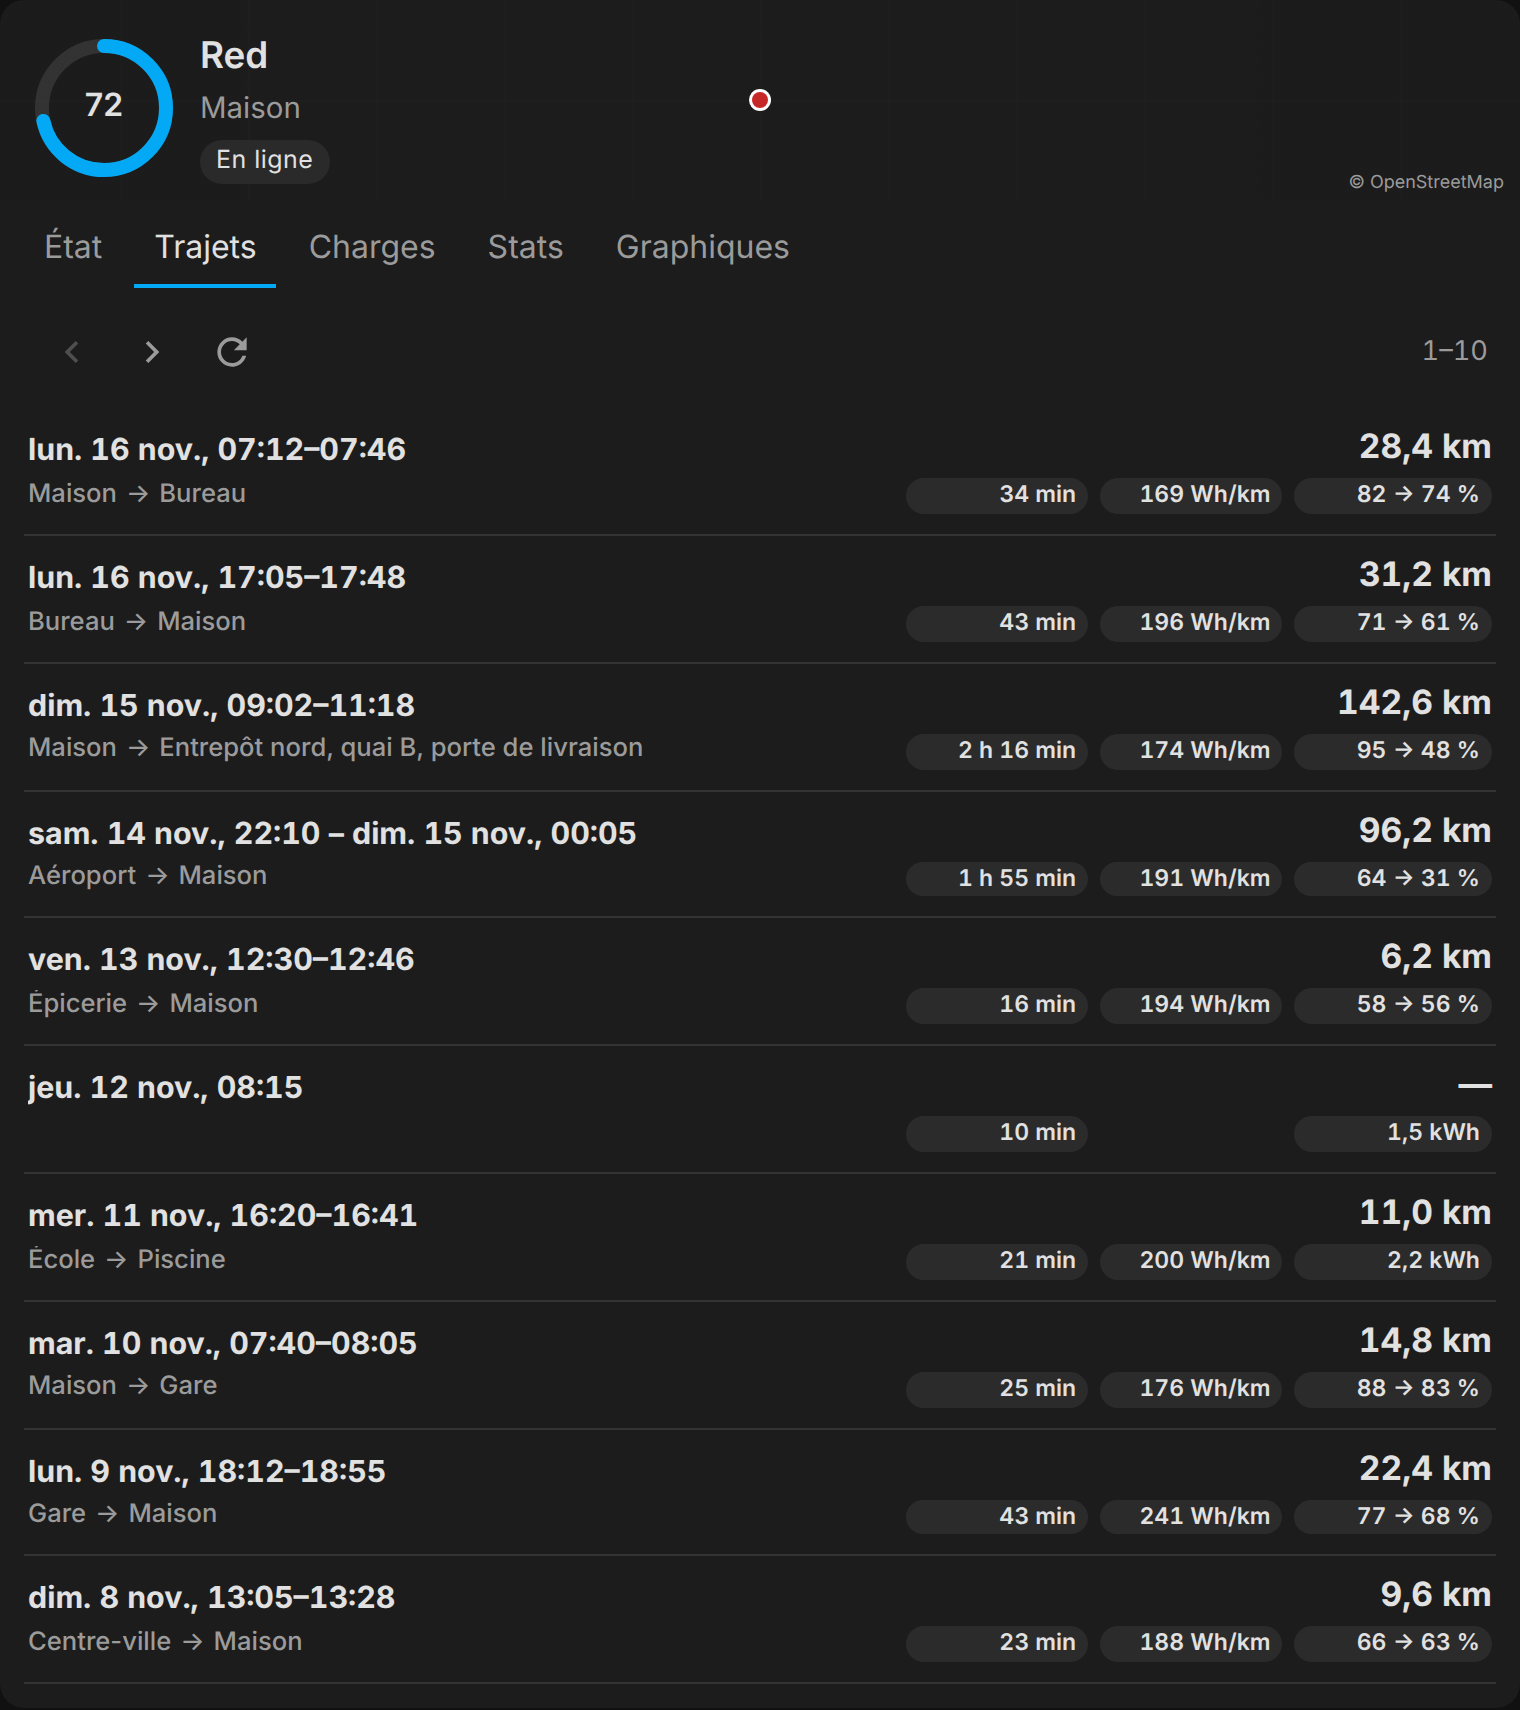 72
Red
Maison
En ligne
© OpenStreetMap
État Trajets Charges Stats Graphiques
1–10
lun. 16 nov., 07:12–07:46 28,4 km
Maison → Bureau 34 min 169 Wh/km 82 → 74 %
lun. 16 nov., 17:05–17:48 31,2 km
Bureau → Maison 43 min 196 Wh/km 71 → 61 %
dim. 15 nov., 09:02–11:18 142,6 km
Maison → Entrepôt nord, quai B, porte de livraison 2 h 16 min 174 Wh/km 95 → 48 %
sam. 14 nov., 22:10 – dim. 15 nov., 00:05 96,2 km
Aéroport → Maison 1 h 55 min 191 Wh/km 64 → 31 %
ven. 13 nov., 12:30–12:46 6,2 km
Épicerie → Maison 16 min 194 Wh/km 58 → 56 %
jeu. 12 nov., 08:15 —
10 min 1,5 kWh
mer. 11 nov., 16:20–16:41 11,0 km
École → Piscine 21 min 200 Wh/km 2,2 kWh
mar. 10 nov., 07:40–08:05 14,8 km
Maison → Gare 25 min 176 Wh/km 88 → 83 %
lun. 9 nov., 18:12–18:55 22,4 km
Gare → Maison 43 min 241 Wh/km 77 → 68 %
dim. 8 nov., 13:05–13:28 9,6 km
Centre-ville → Maison 23 min 188 Wh/km 66 → 63 %